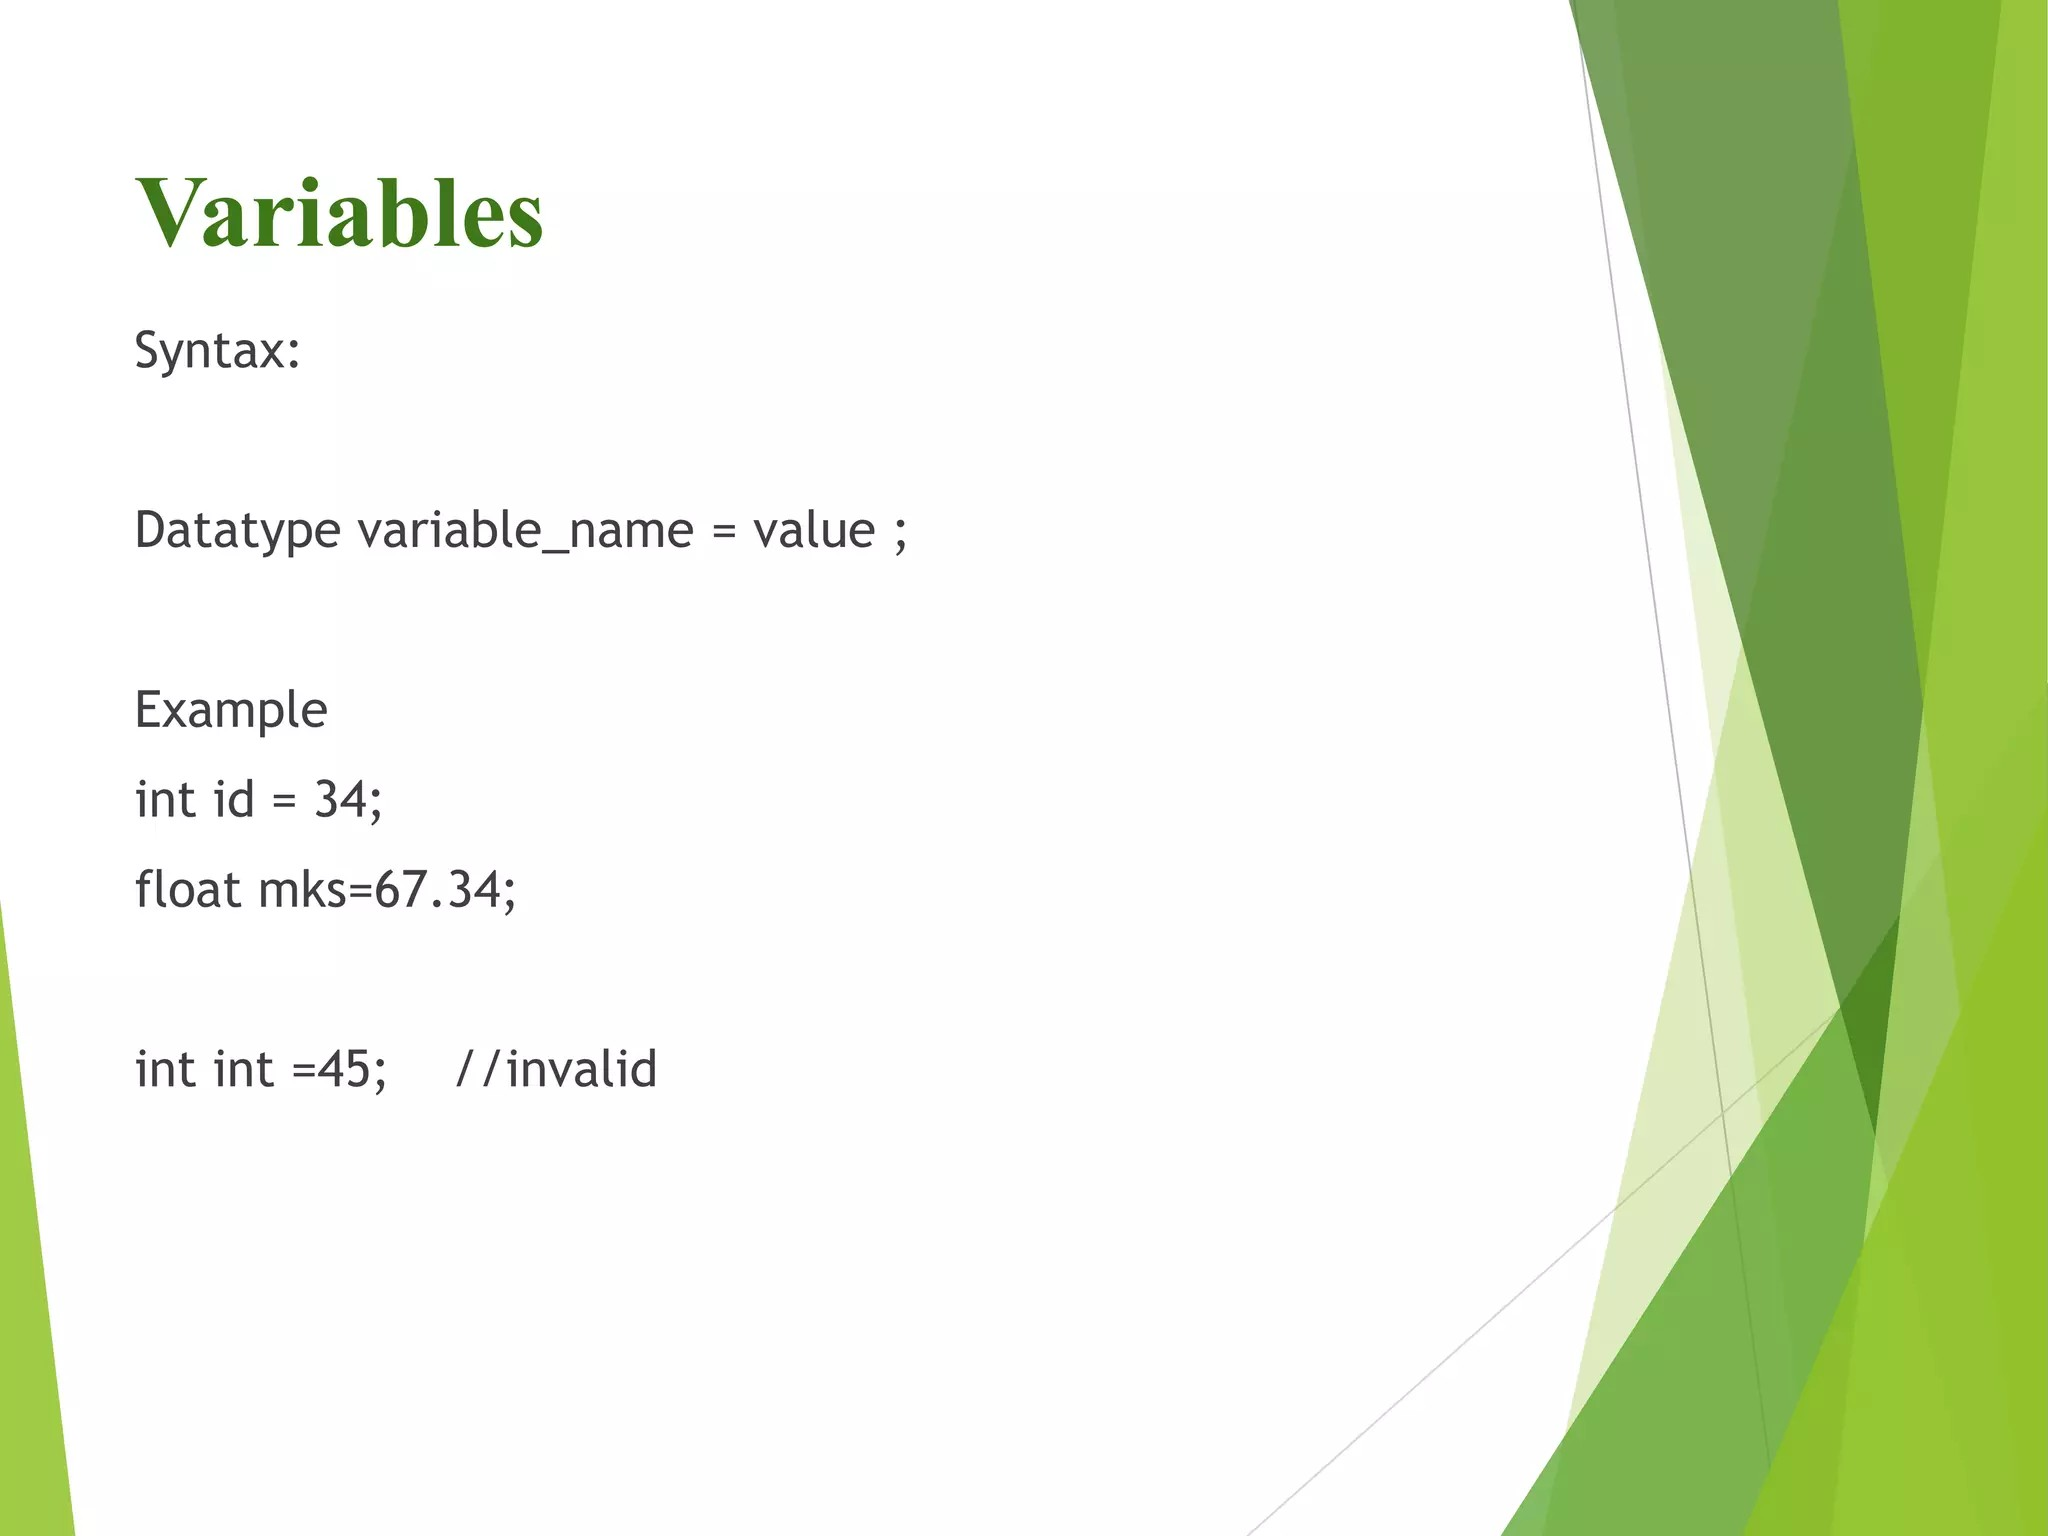 Variables
Syntax:
Datatype variable_name = value ;
Example
int id = 34;
float mks=67.34;
int int =45; //invalid